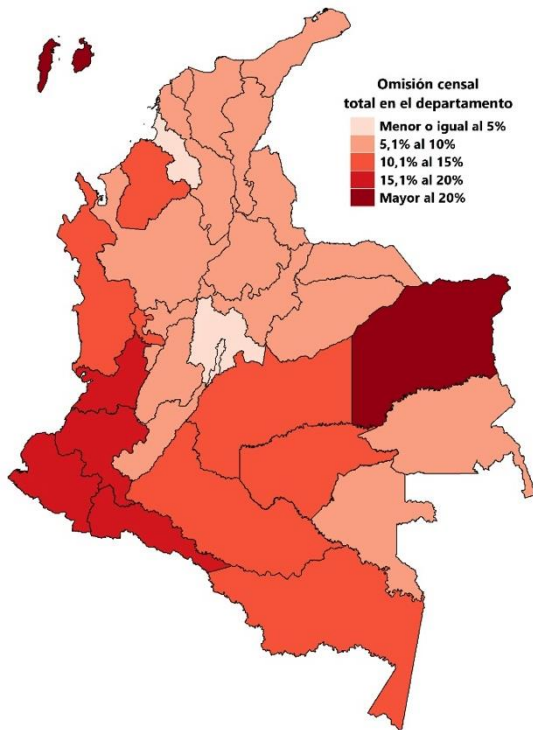 Omisión censal
total en el departamento
Menor o igual al 5%
5,1% al 10%
10,1% al 15%
15,1% al 20%
Mayor al 20%